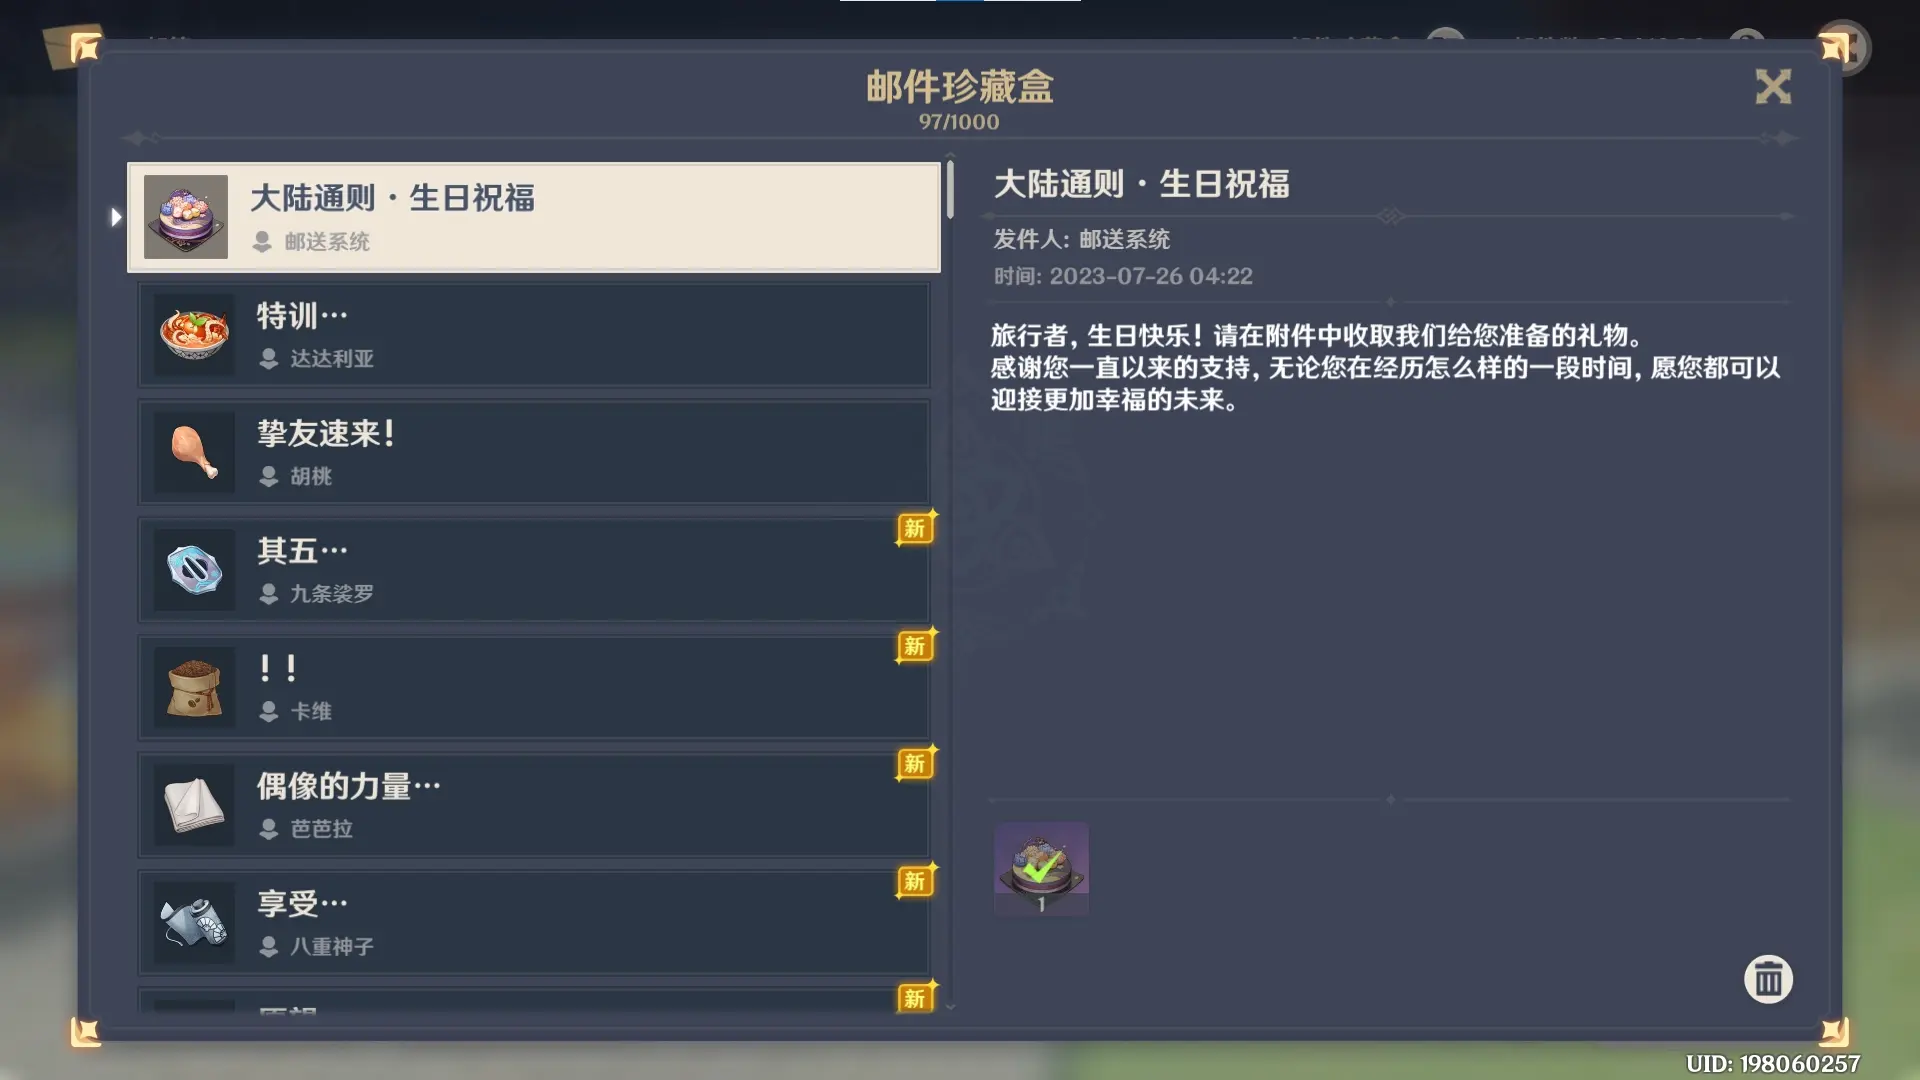 邮件珍藏盒
97/1000
大陆通则·生日祝福
邮送系统
特训…
达达利亚
挚友速来!
胡桃
新
其五…
九条裟罗
新
!!
卡维
新
偶像的力量…
芭芭拉
新
享受…
八重神子
新
大陆通则·生日祝福
发件人: 邮送系统
时间: 2023-07-26 04:22
旅行者, 生日快乐! 请在附件中收取我们给您准备的礼物。
感谢您一直以来的支持, 无论您在经历怎么样的一段时间, 愿您都可以
迎接更加幸福的未来。
1
UID: 198060257